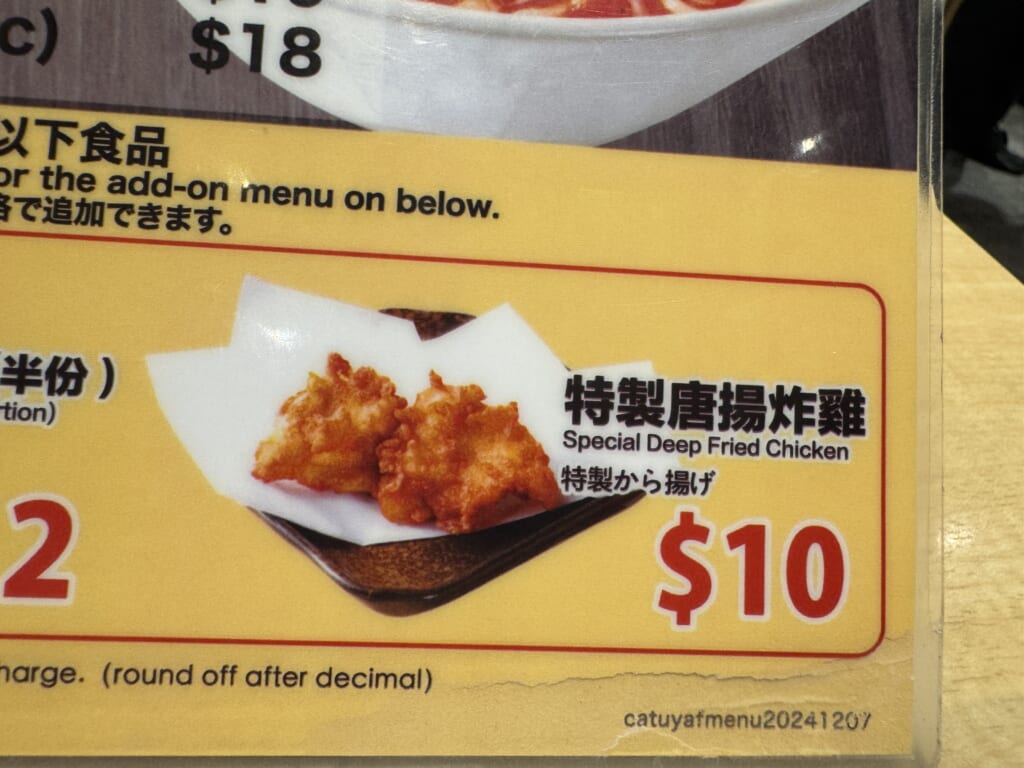 c)
$18
以下食品
or the add-on menu on below.
格で追加できます。
(半份)
rtion)
2
特製唐揚炸雞
Special Deep Fried Chicken
特製から揚げ
$10
harge. (round off after decimal)
catuyafmenu20241207